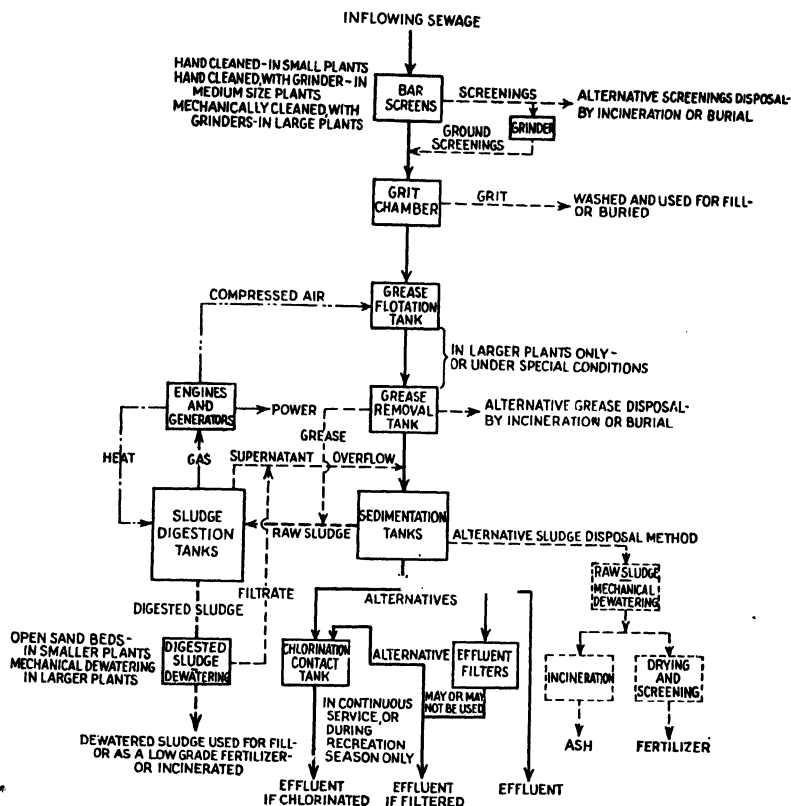 INFLOWING SEWAGE
HAND CLEANED-IN SMALL PLANTS
HAND CLEANED, WITH GRINDER-IN
MEDIUM SIZE PLANTS
MECHANICALLY CLEANED, WITH
GRINDERS-IN LARGE PLANTS
BAR
SCREENS
SCREENINGS
GRINDER
GROUND
SCREENINGS
ALTERNATIVE SCREENINGS DISPOSAL-
BY INCINERATION OR BURIAL
GRIT
CHAMBER
GRIT
WASHED AND USED FOR FILL-
OR BURIED
COMPRESSED AIR
GREASE
FLOTATION
TANK
IN LARGER PLANTS ONLY-
OR UNDER SPECIAL CONDITIONS
ENGINES
AND
GENERATORS
POWER
GREASE
REMOVAL
TANK
ALTERNATIVE GREASE DISPOSAL-
BY INCINERATION OR BURIAL
GREASE
HEAT
GAS
SUPERNATANT OVERFLOW
SLUDGE
DIGESTION
TANKS
RAW SLUDGE
SEDIMENTATION
TANKS
ALTERNATIVE SLUDGE DISPOSAL METHOD
RAW SLUDGE
MECHANICAL
DEWATERING
FILTRATE
DIGESTED SLUDGE
ALTERNATIVES
OPEN SAND BEDS-
IN SMALLER PLANTS
MECHANICAL DEWATERING
IN LARGER PLANTS
DIGESTED
SLUDGE
DEWATERING
CHLORINATION
CONTACT
TANK
ALTERNATIVE
EFFLUENT
FILTERS
MAY OR MAY
NOT BE USED
INCINERATION
DRYING
AND
SCREENING
IN CONTINUOUS
SERVICE, OR
DURING
RECREATION
SEASON ONLY
ASH
FERTILIZER
DEWATERED SLUDGE USED FOR FILL-
OR AS A LOW GRADE FERTILIZER-
OR INCINERATED
EFFLUENT
IF CHLORINATED
EFFLUENT
IF FILTERED
EFFLUENT